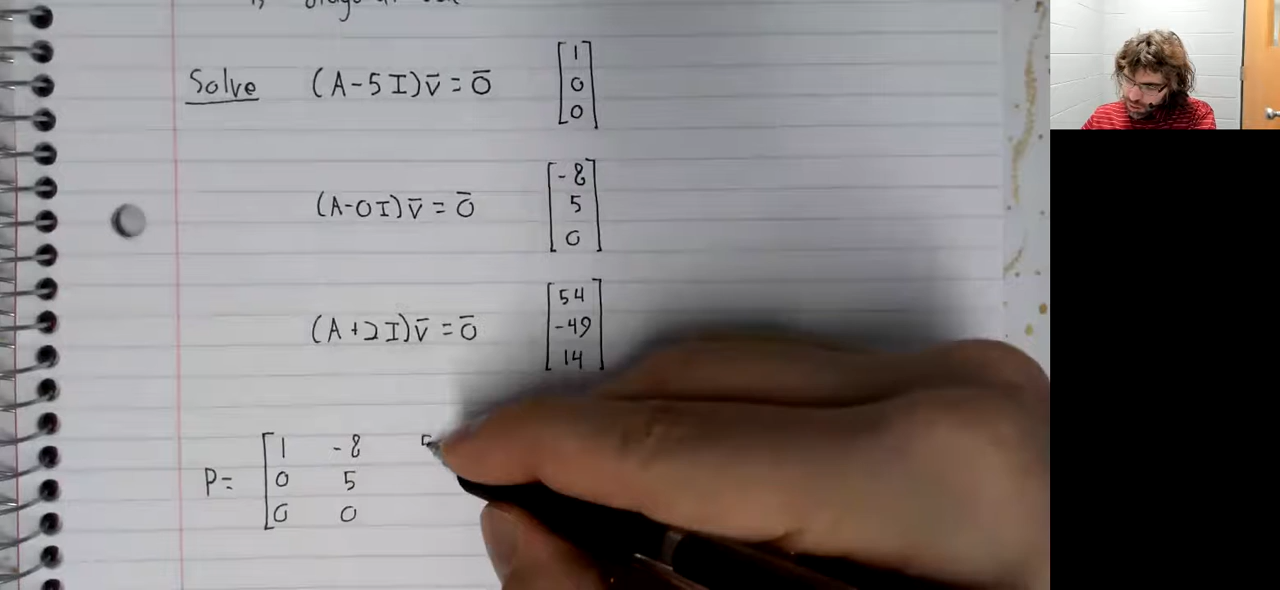 Solve (A-5I)v̄ = 0̄ [1
0
0]
(A-0I)v̄ = 0̄ [-8
5
0]
(A+2I)v̄ = 0̄ [54
-49
14]
P= [1 -8 5
0 5
0 0